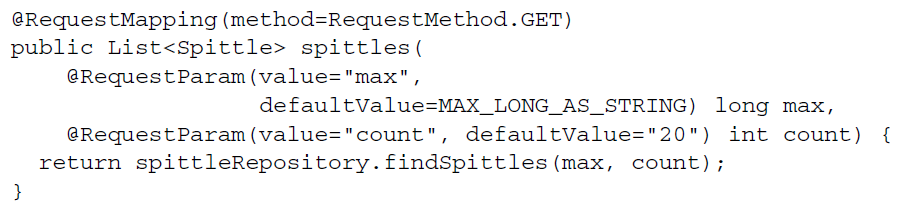 @RequestMapping(method=RequestMethod.GET)
public List<Spittle> spittles(
    @RequestParam(value="max",
                  defaultValue=MAX_LONG_AS_STRING) long max,
    @RequestParam(value="count", defaultValue="20") int count) {
  return spittleRepository.findSpittles(max, count);
}